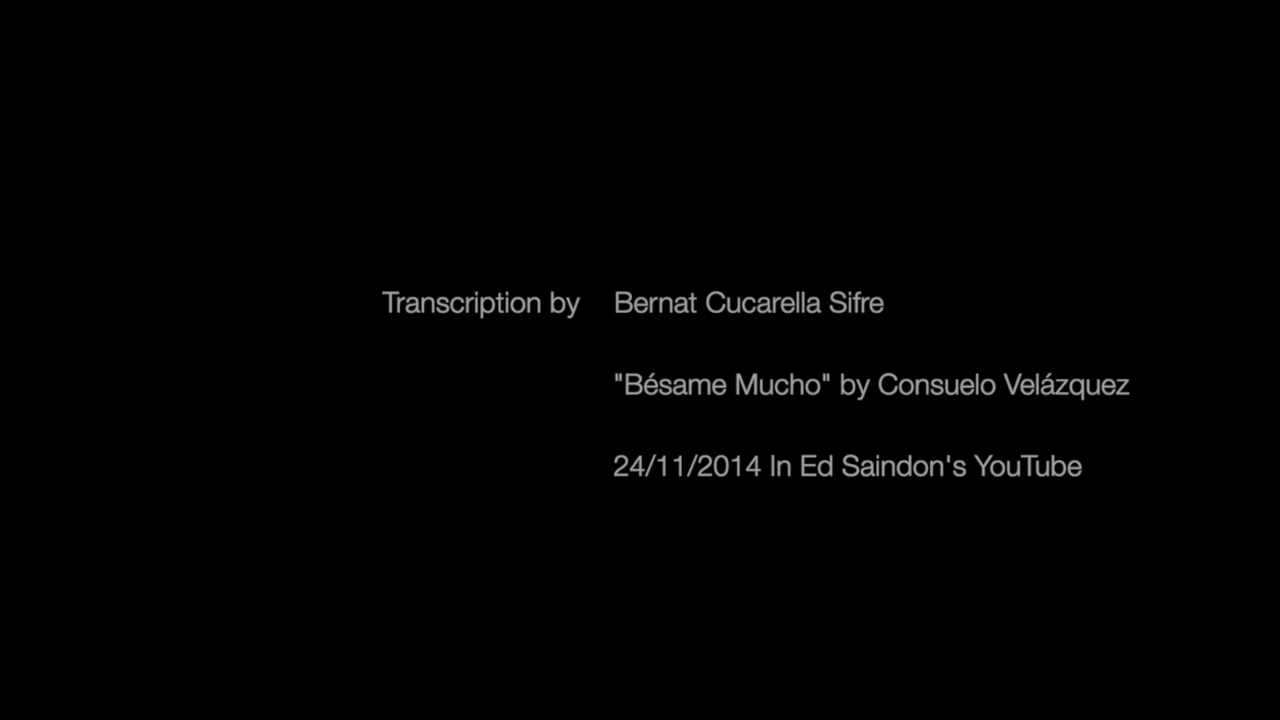 Transcription by Bernat Cucarella Sifre
"Bésame Mucho" by Consuelo Velázquez
24/11/2014 In Ed Saindon's YouTube